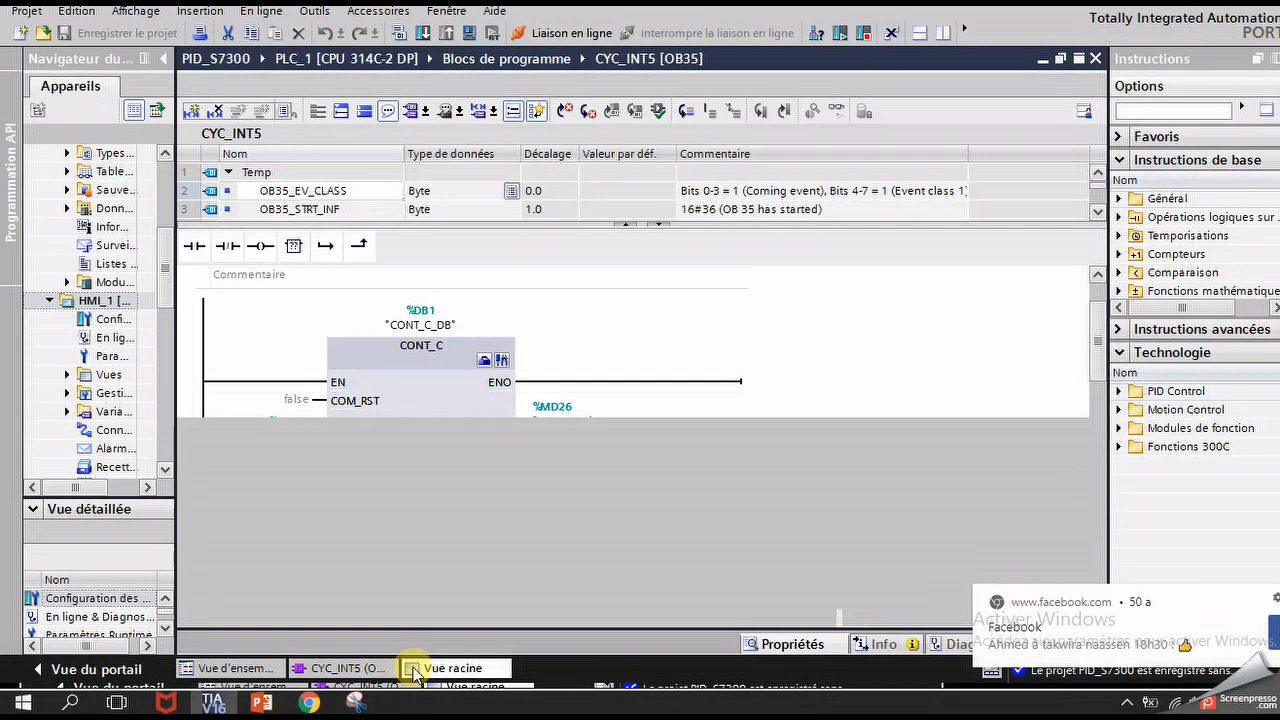 Projet Edition Affichage Insertion En ligne Outils Accessoires Fenêtre Aide
Totally Integrated Automation
PORT
Enregistrer le projet
Liaison en ligne
Interrompre la liaison en ligne
Navigateur du...
PID_S7300 PLC_1 [CPU 314C-2 DP] Blocs de programme CYC_INT5 [OB35]
Instructions
Appareils
Options
Programmation API
CYC_INT5
Nom Type de données Décalage Valeur par déf. Commentaire
1 Temp
2 OB35_EV_CLASS Byte 0.0 Bits 0-3 = 1 (Coming event), Bits 4-7 = 1 (Event class 1)
3 OB35_STRT_INF Byte 1.0 16#36 (OB 35 has started)
Types...
Table...
Sauve...
Donn...
Infor...
Survei...
Listes ...
Modu...
HMI_1 [...
Confi...
En lig...
Para...
Vues
Gesti...
Varia...
Conn...
Alarm...
Recett...
Commentaire
%DB1
"CONT_C_DB"
CONT_C
EN ENO
false COM_RST
%MD26
Favoris
Instructions de base
Nom
Général
Opérations logiques sur
Temporisations
Compteurs
Comparaison
Fonctions mathématique
Instructions avancées
Technologie
Nom
PID Control
Motion Control
Modules de fonction
Fonctions 300C
Vue détaillée
Nom
Configuration des ...
En ligne & Diagnos...
Paramètres Runtime
Propriétés Info Diag
www.facebook.com • 50 a
Activer Windows
Facebook
Accédez aux paramètres pour activer Windows.
Ahmed à takwira naassen 18h30 ! 👍
Vue du portail Vue d'ensem... CYC_INT5 (O... Vue racine
Le projet PID_S7300 est enregistré sans
TIA
V16
Screenpresso
.com